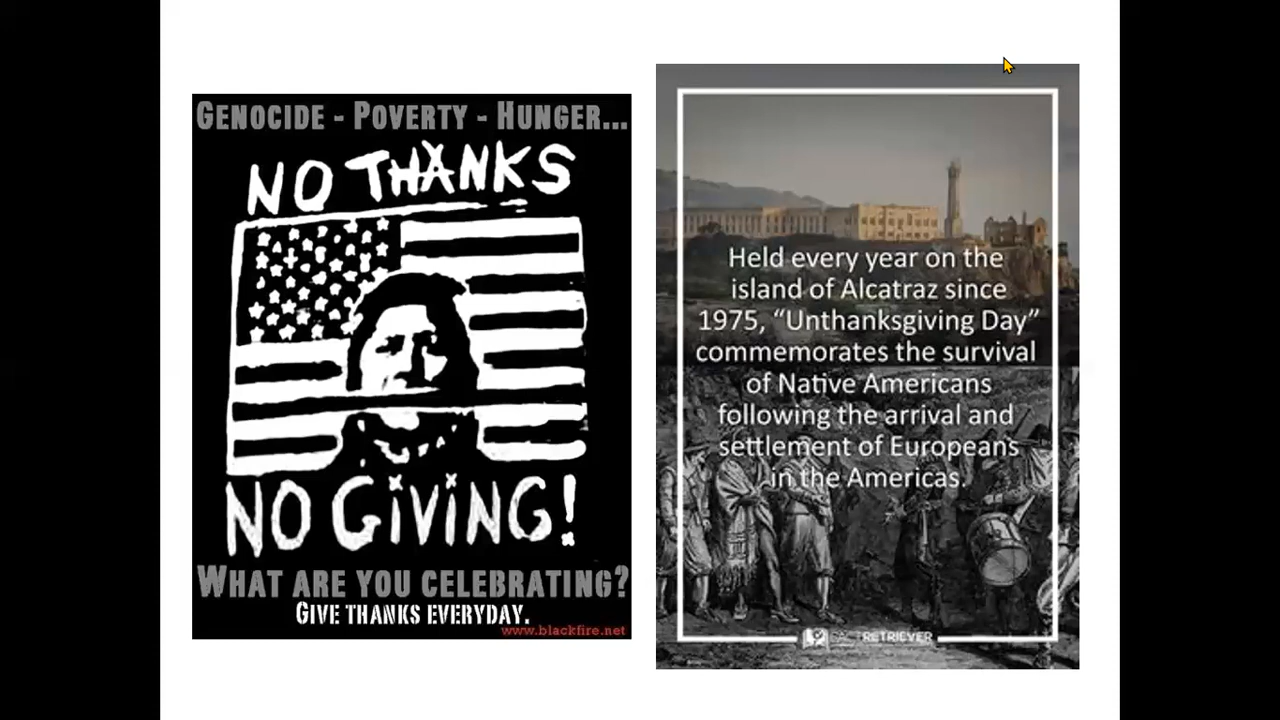 GENOCIDE - POVERTY - HUNGER...
NO THANKS
NO GIVING!
WHAT ARE YOU CELEBRATING?
GIVE THANKS EVERYDAY.
www.blackfire.net
Held every year on the
island of Alcatraz since
1975, “Unthanksgiving Day”
commemorates the survival
of Native Americans
following the arrival and
settlement of Europeans
in the Americas.
FACTRETRIEVER